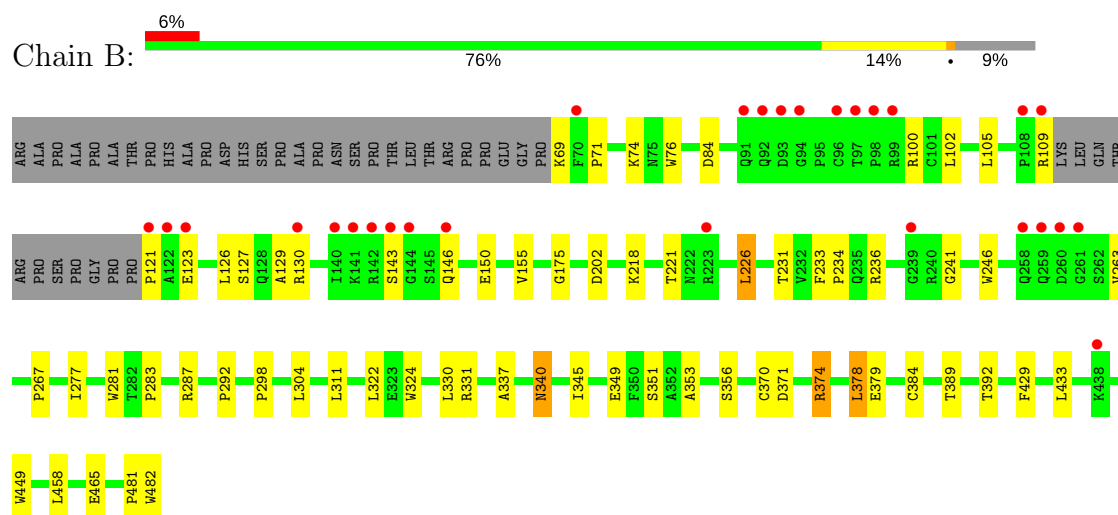 6%
Chain B:
76% 14% • 9%
ARG ALA PRO ALA PRO ALA THR PRO HIS ALA PRO ASP HIS SER PRO ALA PRO ASN SER PRO THR LEU THR ARG PRO PRO GLU GLY PRO K69 F70 P71 K74 N75 W76 D84 Q91 Q92 D93 G94 P95 G96 T97 P98 R99 R100 C101 L102 L105 P108 R109 LYS LEU GLN THR
ARG PRO SER PRO GLY PRO PRO P121 A122 E123 L126 S127 Q128 A129 R130 I140 K141 R142 S143 G144 S145 Q146 E150 V155 G175 D202 K218 T221 N222 R223 L226 T231 V232 F233 P234 Q235 R236 G239 R240 G241 W246 Q258 Q259 D260 G261 S262 V263
P267 I277 W281 T282 P283 R287 P292 P298 L304 L311 L322 E323 W324 L330 R331 A337 N340 I345 E349 F350 S351 A352 A353 S356 C370 D371 R374 L378 E379 C384 T389 T392 F429 L433 K438
W449 L458 E465 P481 W482